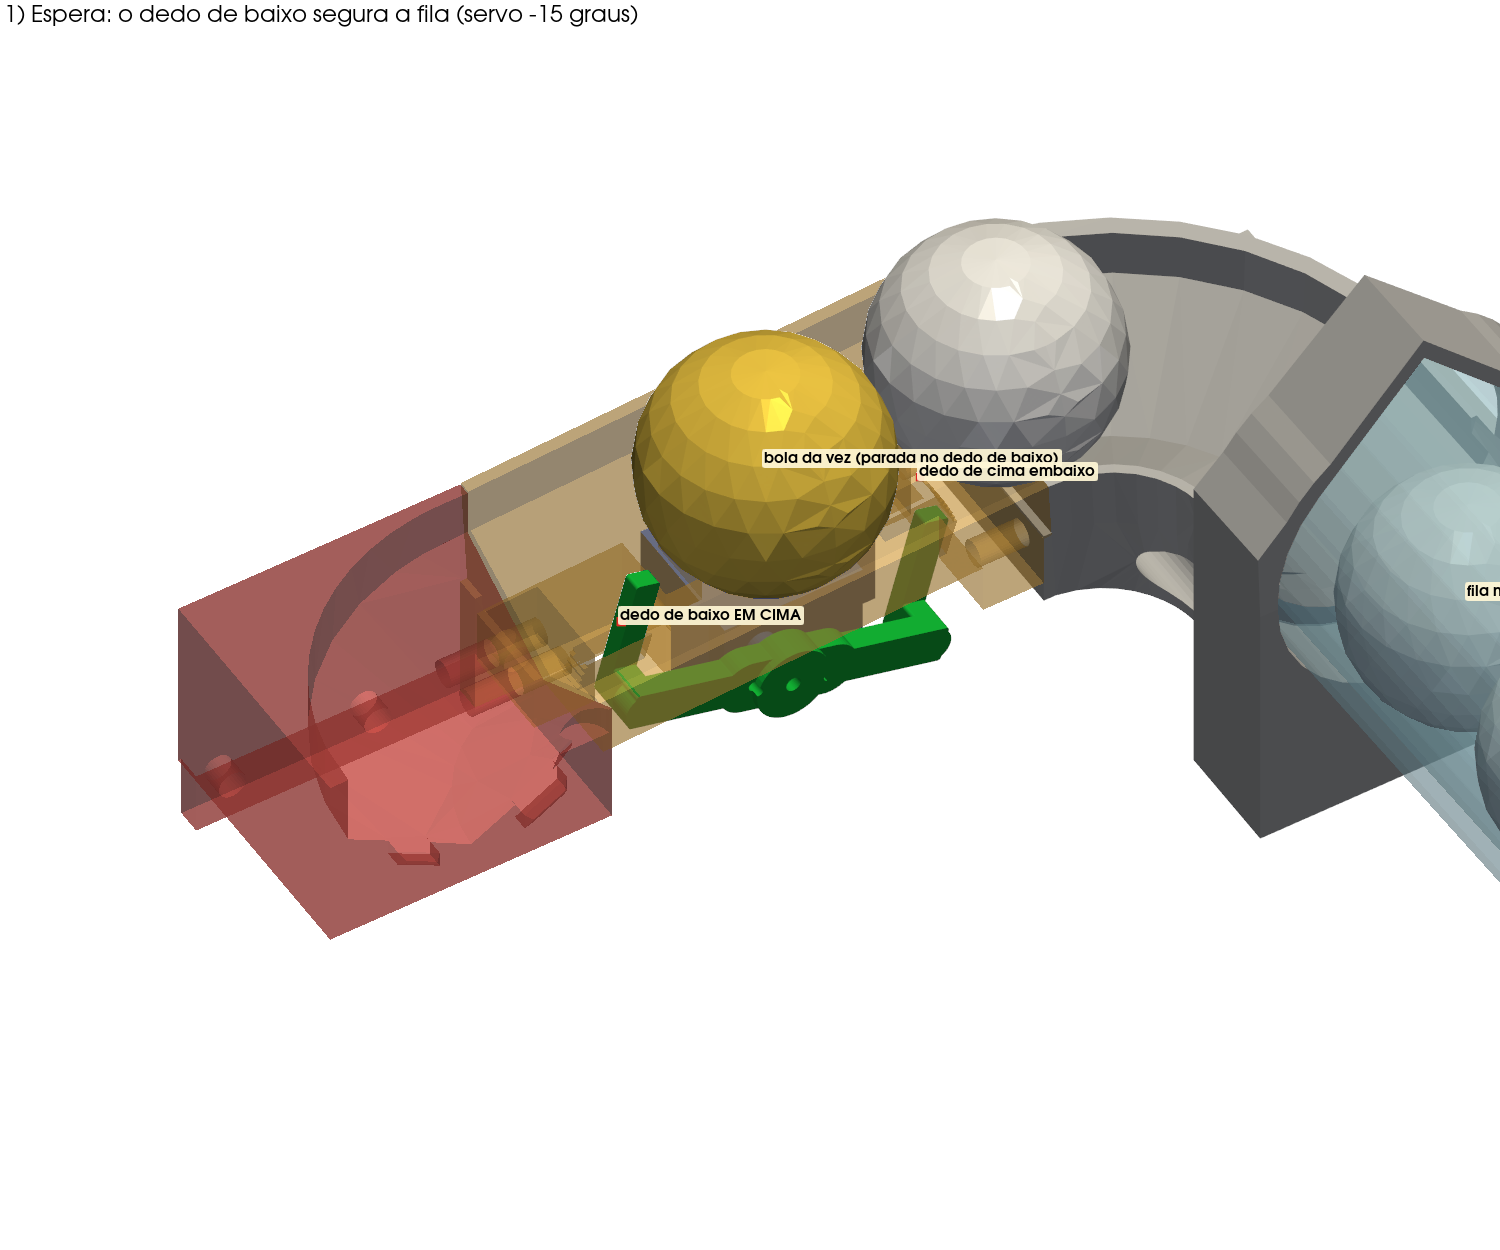 1) Espera: o dedo de baixo segura a fila (servo -15 graus)
bola da vez (parada no dedo de baixo)
dedo de cima embaixo
fila n
dedo de baixo EM CIMA